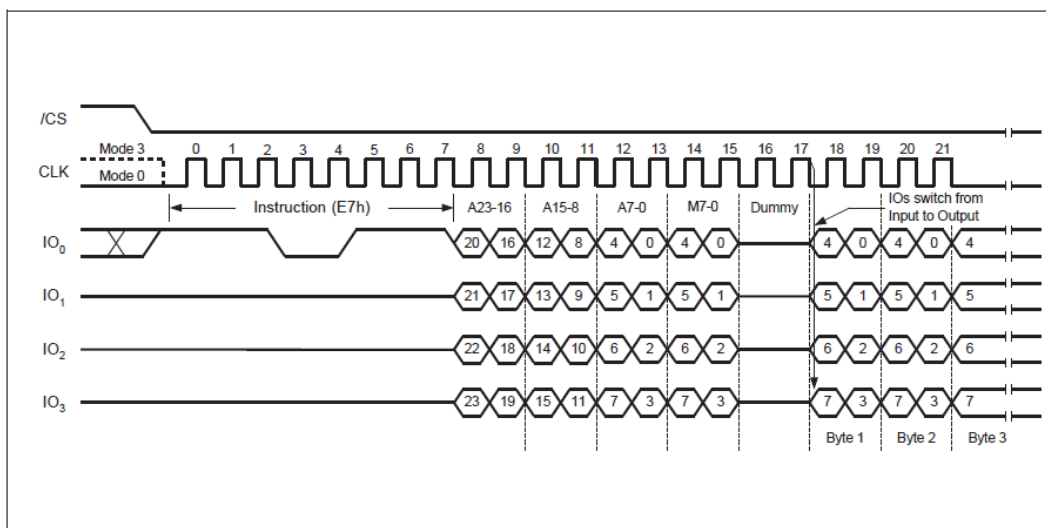 /CS
Mode 3
0 1 2 3 4 5 6 7 8 9 10 11 12 13 14 15 16 17 18 19 20 21
CLK
Mode 0
Instruction (E7h)
A23-16 A15-8 A7-0 M7-0 Dummy
IOs switch from
Input to Output
IO0 20 16 12 8 4 0 4 0 4 0 4 0 4
IO1 21 17 13 9 5 1 5 1 5 1 5 1 5
IO2 22 18 14 10 6 2 6 2 6 2 6 2 6
IO3 23 19 15 11 7 3 7 3 7 3 7 3 7
Byte 1 Byte 2 Byte 3